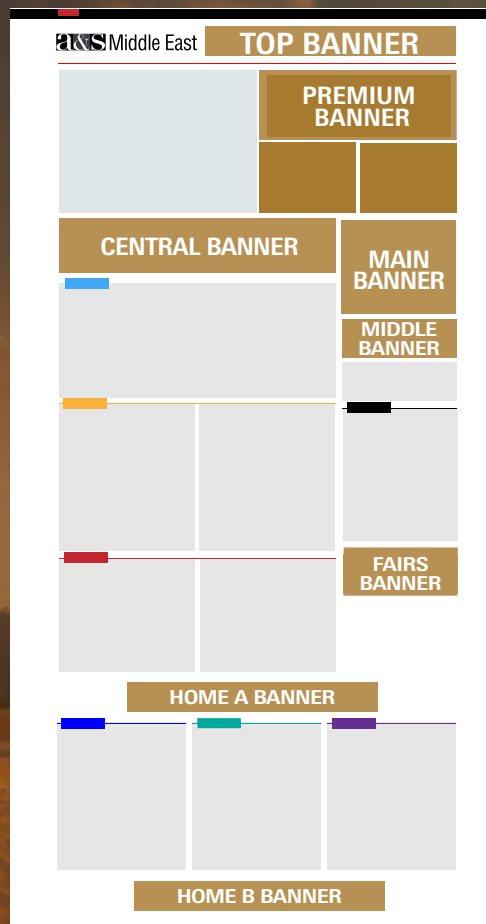 a&s Middle East
TOP BANNER
PREMIUM
BANNER
CENTRAL BANNER
MAIN
BANNER
MIDDLE
BANNER
FAIRS
BANNER
HOME A BANNER
HOME B BANNER